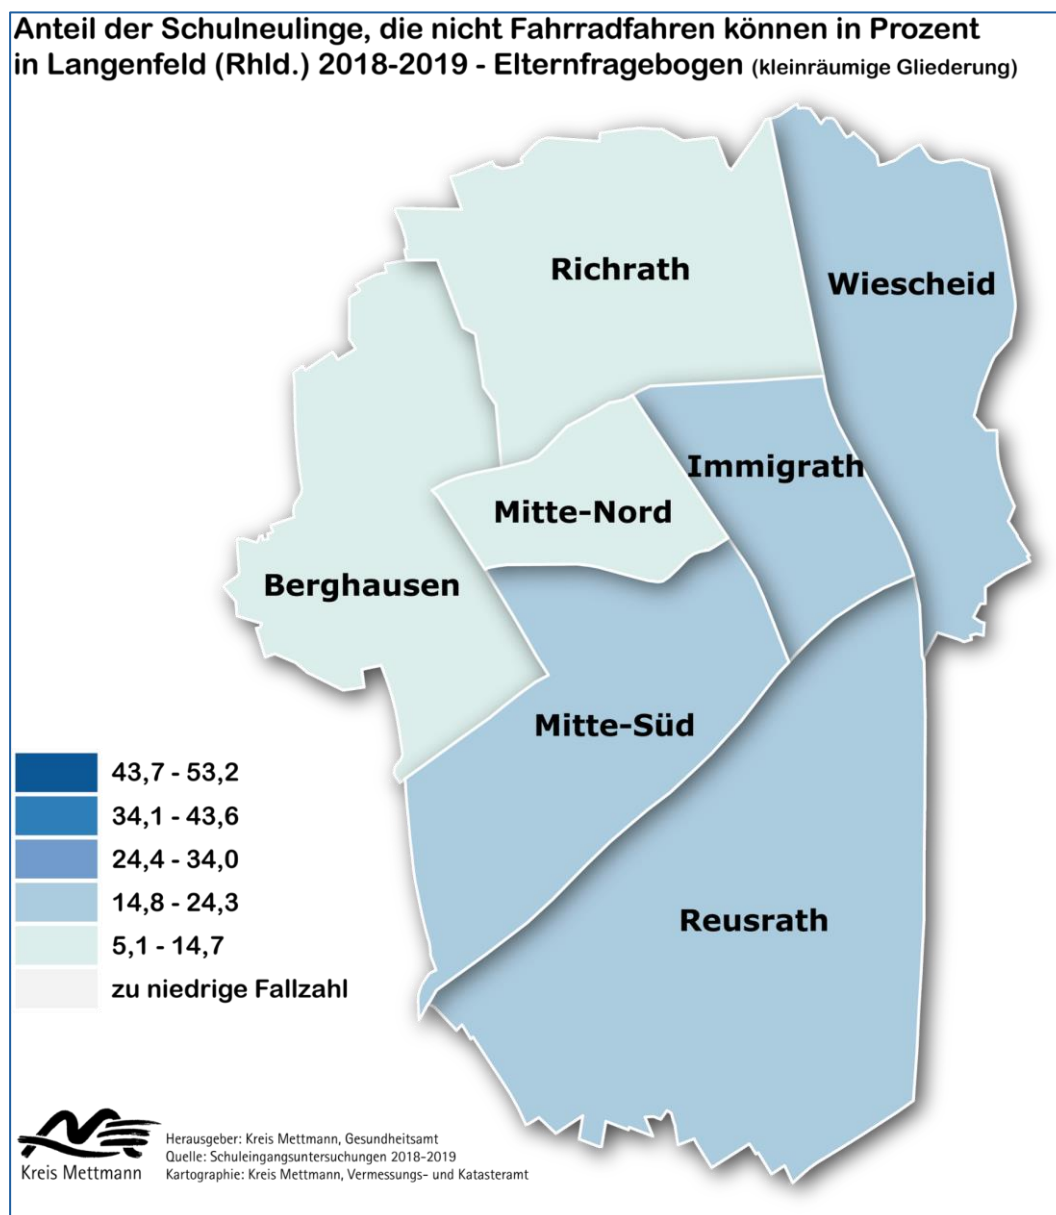 Anteil der Schulneulinge, die nicht Fahrradfahren können in Prozent
in Langenfeld (Rhld.) 2018-2019 - Elternfragebogen (kleinräumige Gliederung)
Richrath
Wiescheid
Immigrath
Mitte-Nord
Berghausen
Mitte-Süd
Reusrath
43,7 - 53,2
34,1 - 43,6
24,4 - 34,0
14,8 - 24,3
5,1 - 14,7
zu niedrige Fallzahl
Kreis Mettmann
Herausgeber: Kreis Mettmann, Gesundheitsamt
Quelle: Schuleingangsuntersuchungen 2018-2019
Kartographie: Kreis Mettmann, Vermessungs- und Katasteramt